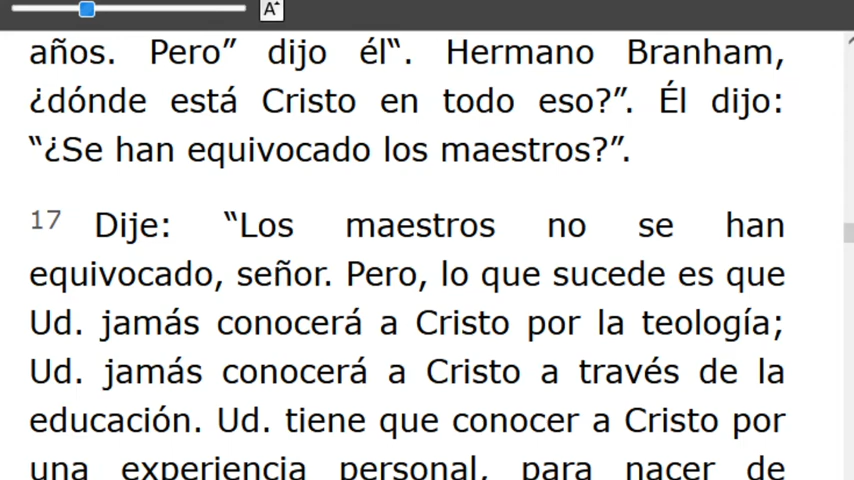 A
años. Pero” dijo él“. Hermano Branham,
¿dónde está Cristo en todo eso?”. Él dijo:
“¿Se han equivocado los maestros?”.
17 Dije: “Los maestros no se han
equivocado, señor. Pero, lo que sucede es que
Ud. jamás conocerá a Cristo por la teología;
Ud. jamás conocerá a Cristo a través de la
educación. Ud. tiene que conocer a Cristo por
una experiencia personal, para nacer de